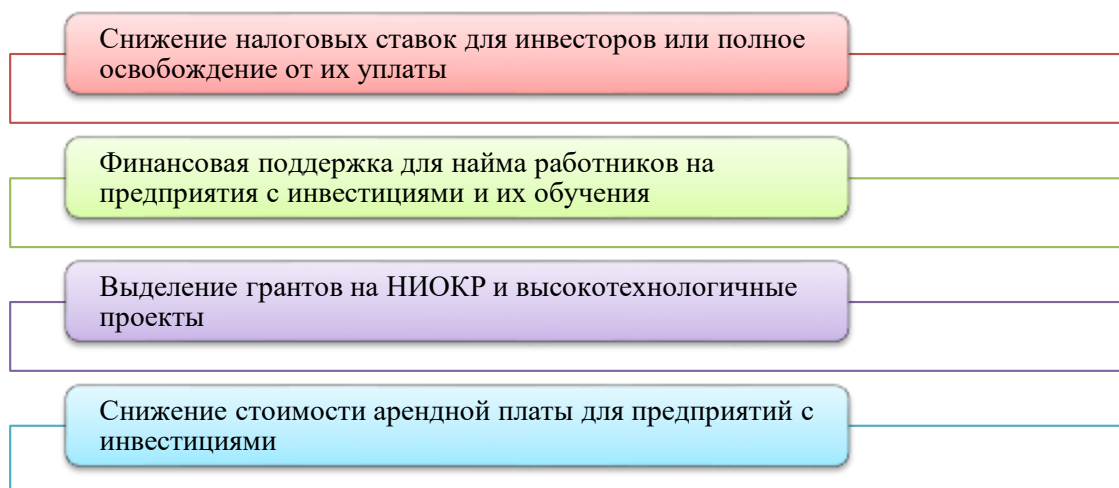 Снижение налоговых ставок для инвесторов или полное
освобождение от их уплаты
Финансовая поддержка для найма работников на
предприятия с инвестициями и их обучения
Выделение грантов на НИОКР и высокотехнологичные
проекты
Снижение стоимости арендной платы для предприятий с
инвестициями